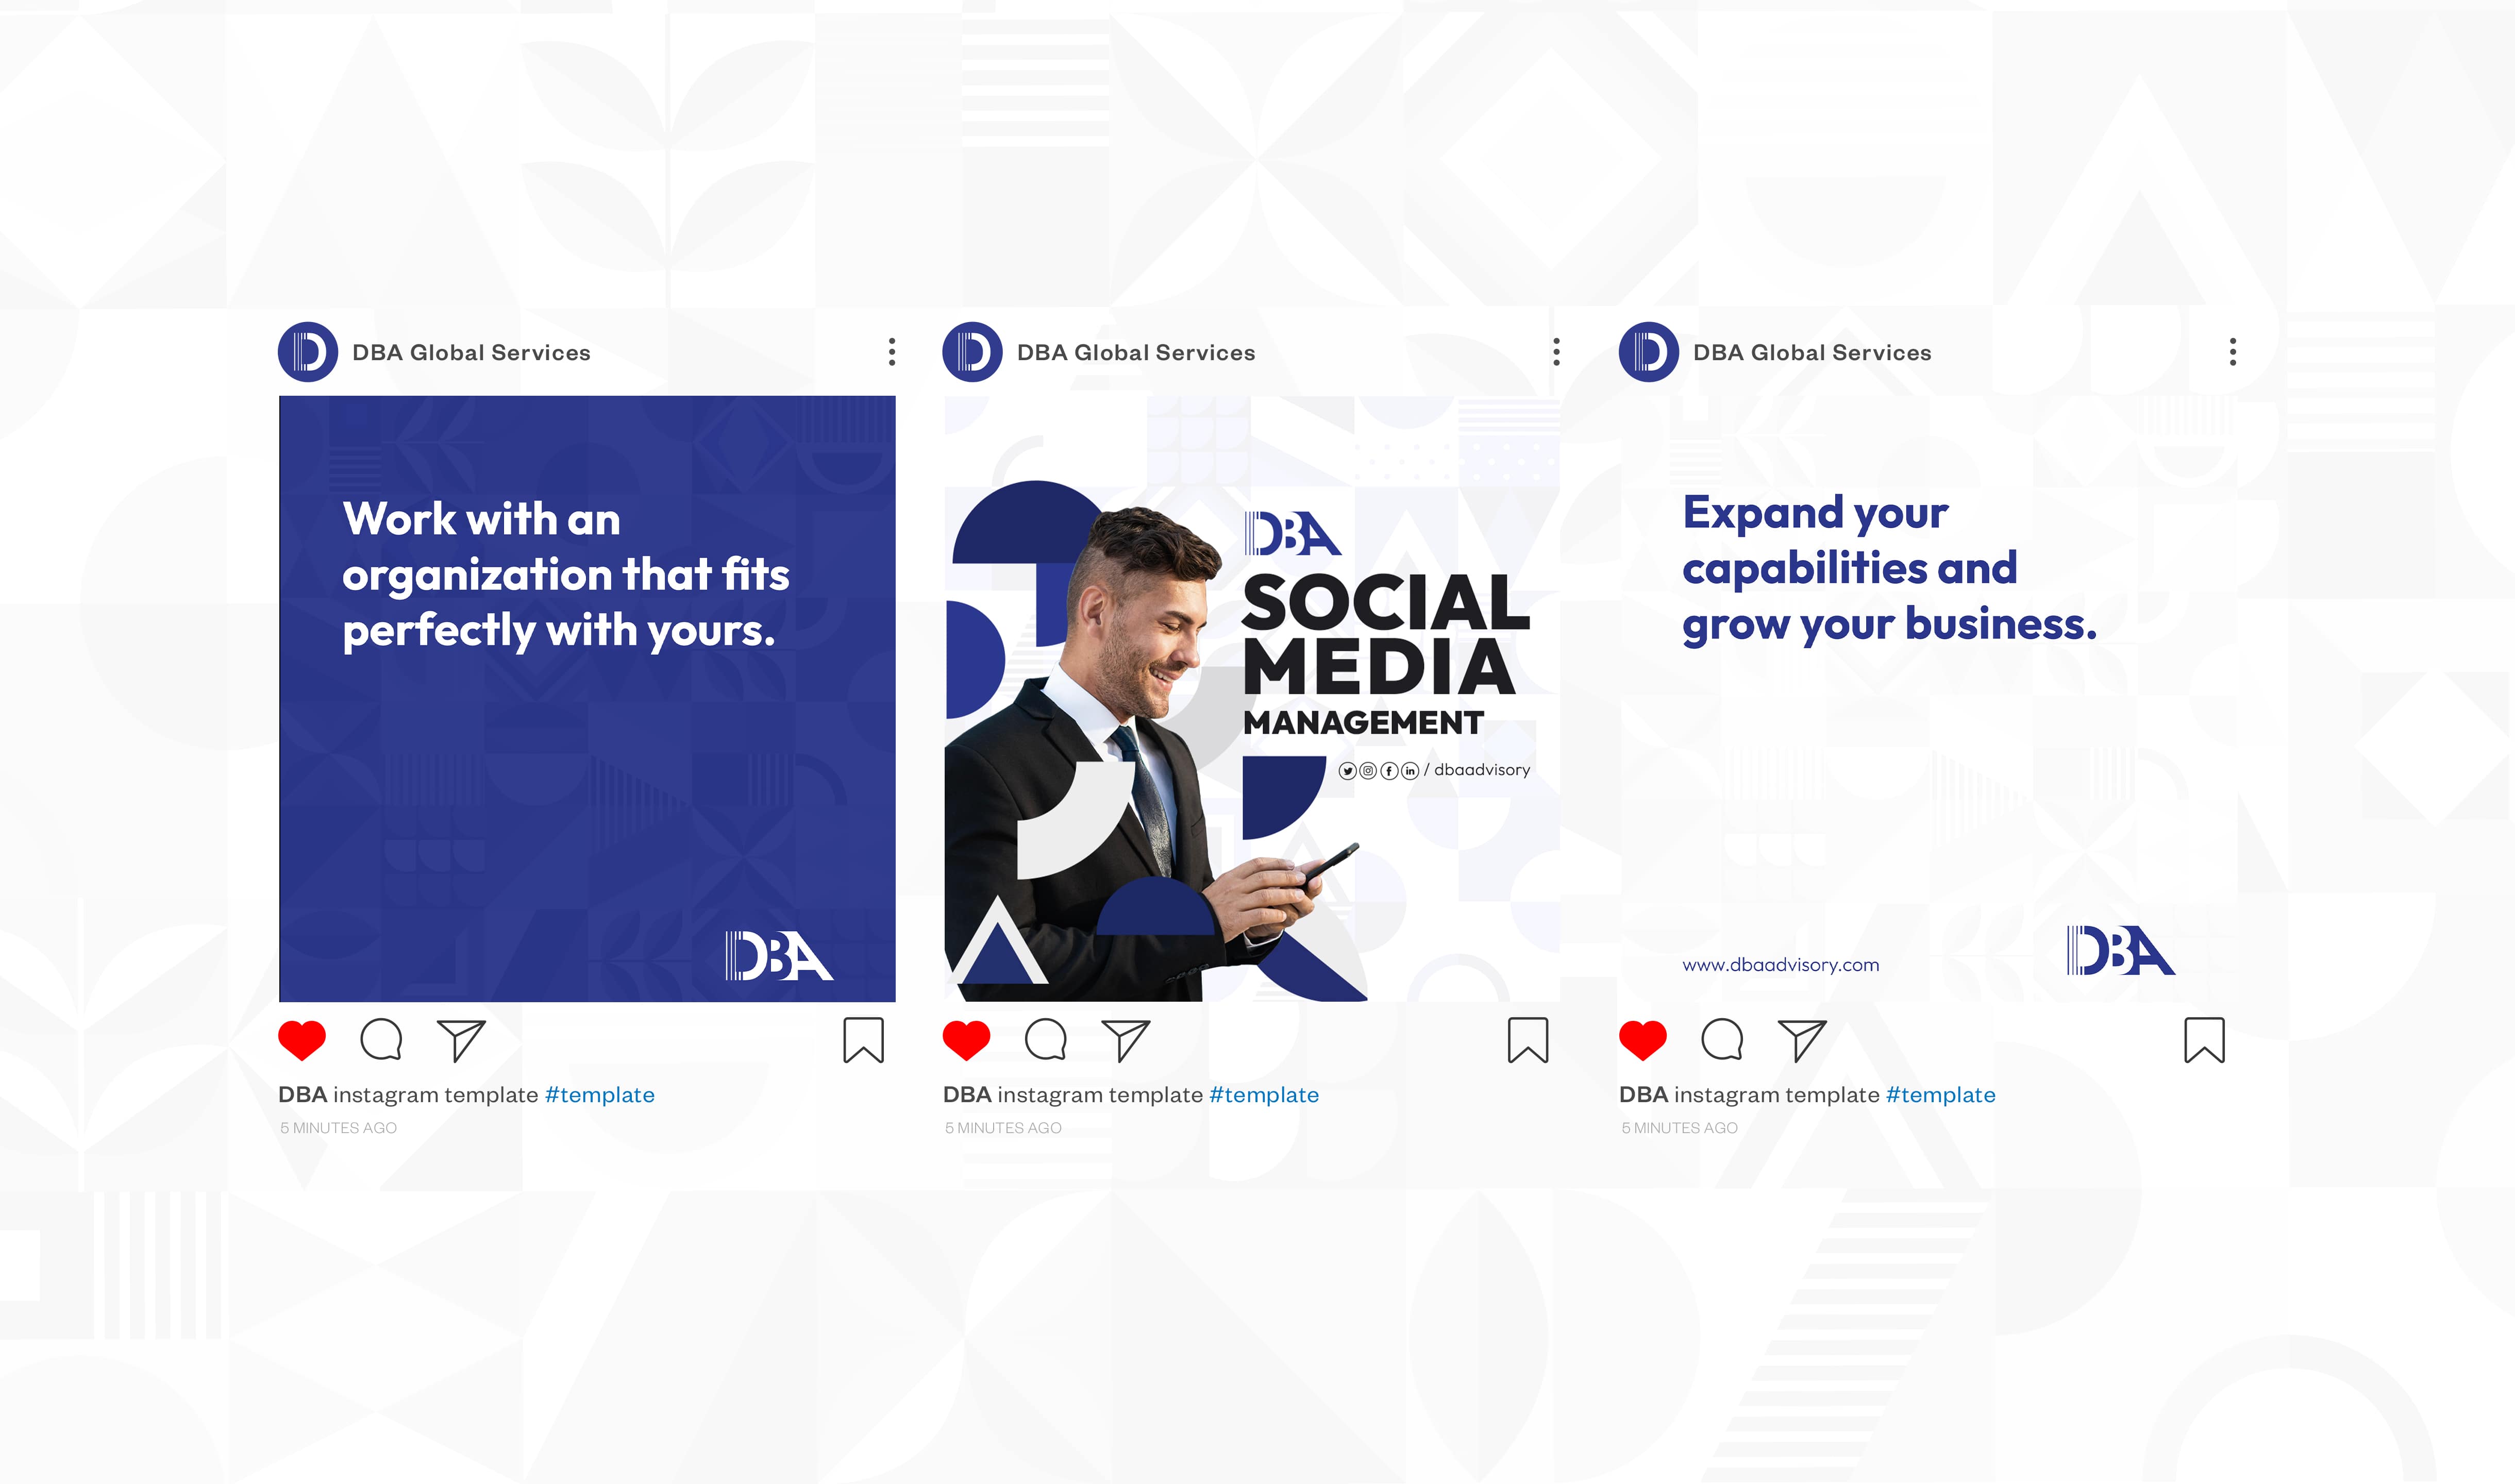 DBA Global Services
Work with an
organization that fits
perfectly with yours.
DBA
DBA instagram template #template
5 MINUTES AGO
DBA Global Services
DBA
SOCIAL
MEDIA
MANAGEMENT
/ dbaadvisory
DBA instagram template #template
5 MINUTES AGO
DBA Global Services
Expand your
capabilities and
grow your business.
www.dbaadvisory.com
DBA
DBA instagram template #template
5 MINUTES AGO